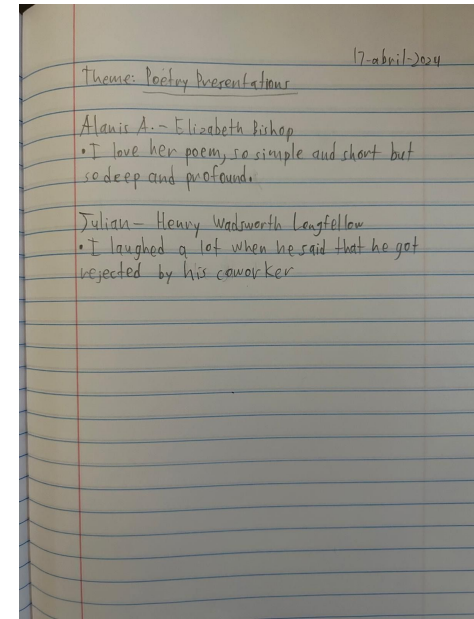 17-abril-2024
Theme: Poetry Presentations
Alanis A. - Elizabeth Bishop
• I love her poem, so simple and short but
so deep and profound.
Julian - Henry Wadsworth Longfellow
• I laughed a lot when he said that he got
rejected by his coworker